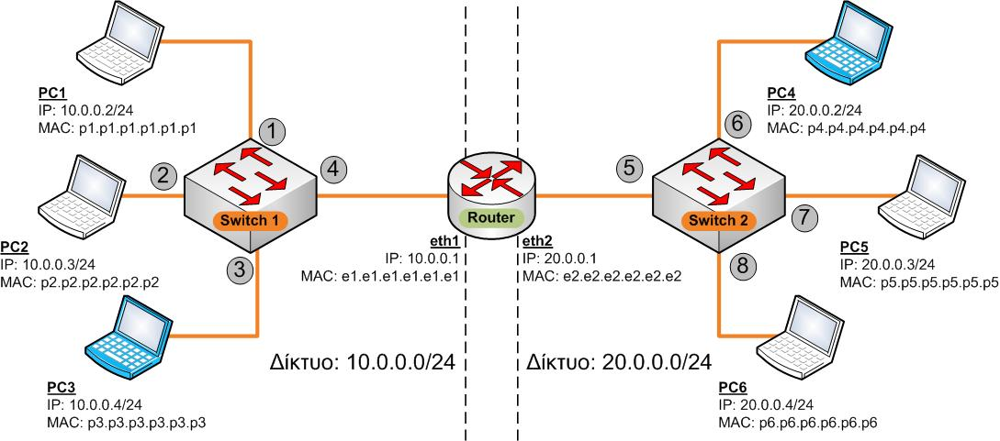 PC1
IP: 10.0.0.2/24
MAC: p1.p1.p1.p1.p1.p1
1
PC2
IP: 10.0.0.3/24
MAC: p2.p2.p2.p2.p2.p2
2
4
Switch 1
3
PC3
IP: 10.0.0.4/24
MAC: p3.p3.p3.p3.p3.p3
Router
eth1
IP: 10.0.0.1
MAC: e1.e1.e1.e1.e1.e1
eth2
IP: 20.0.0.1
MAC: e2.e2.e2.e2.e2.e2
Δίκτυο: 10.0.0.0/24
Δίκτυο: 20.0.0.0/24
PC4
IP: 20.0.0.2/24
MAC: p4.p4.p4.p4.p4.p4
6
5
Switch 2
7
8
PC5
IP: 20.0.0.3/24
MAC: p5.p5.p5.p5.p5.p5
PC6
IP: 20.0.0.4/24
MAC: p6.p6.p6.p6.p6.p6